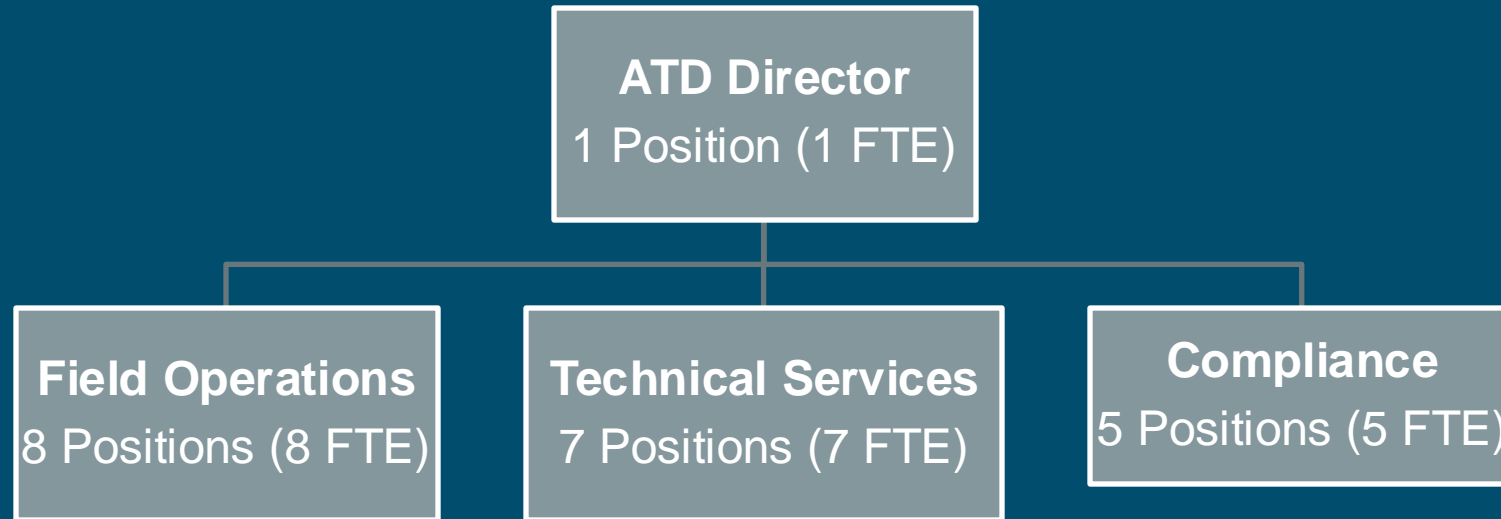 ATD Director
1 Position (1 FTE)
Field Operations
8 Positions (8 FTE)
Technical Services
7 Positions (7 FTE)
Compliance
5 Positions (5 FTE)